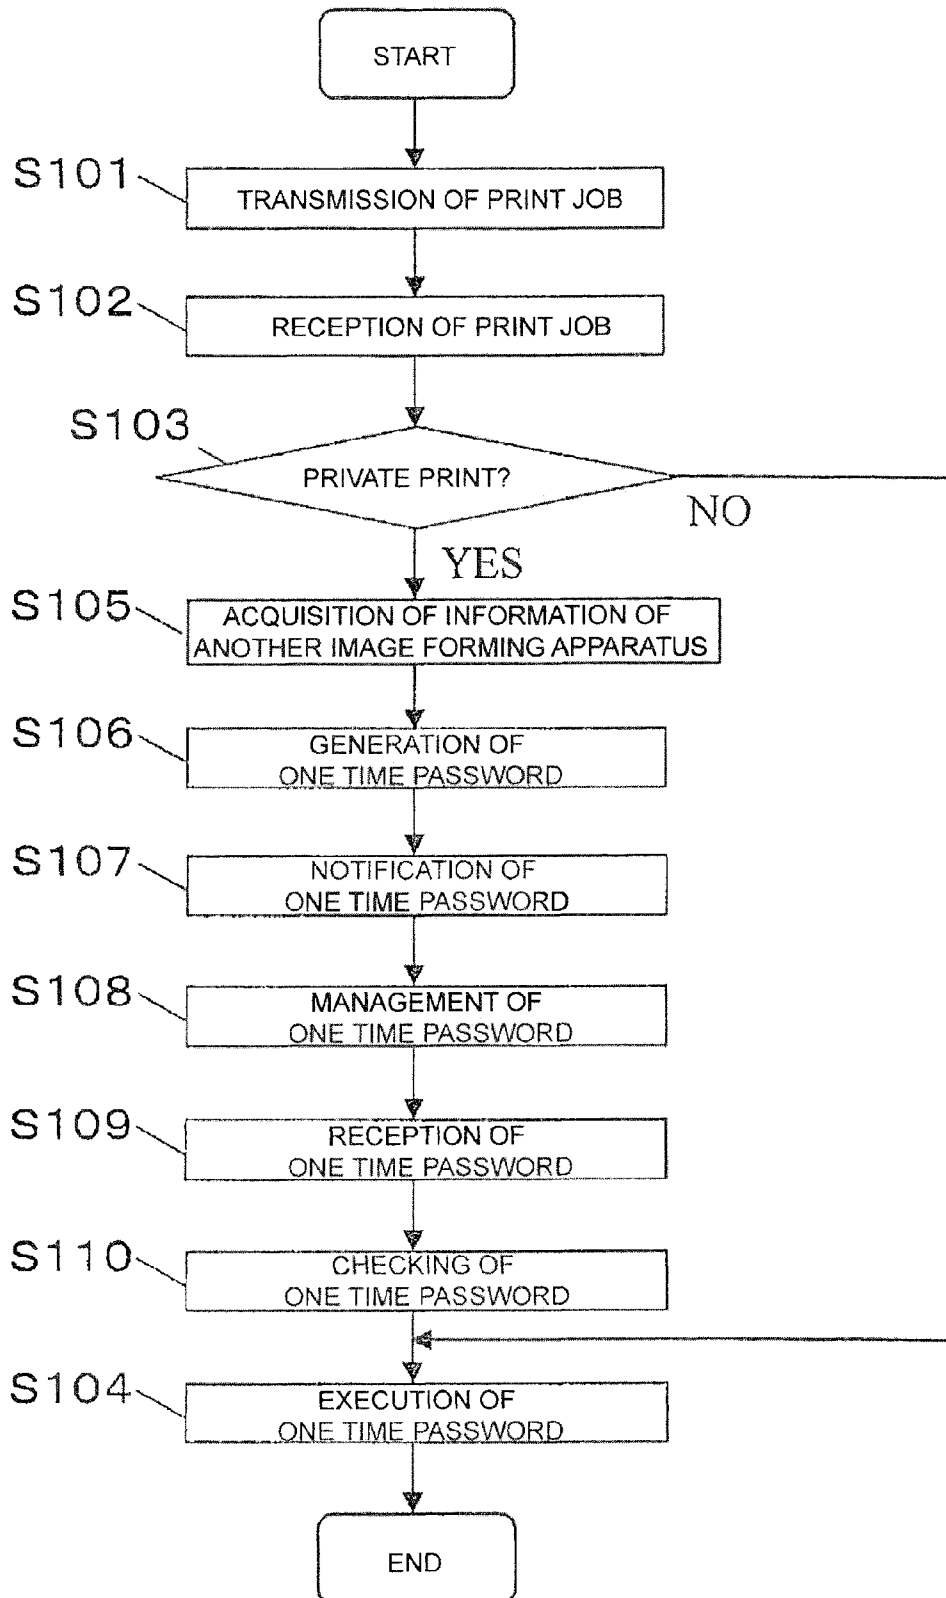 START
S101
TRANSMISSION OF PRINT JOB
S102
RECEPTION OF PRINT JOB
S103
PRIVATE PRINT?
NO
YES
S105
ACQUISITION OF INFORMATION OF
ANOTHER IMAGE FORMING APPARATUS
S106
GENERATION OF
ONE TIME PASSWORD
S107
NOTIFICATION OF
ONE TIME PASSWORD
S108
MANAGEMENT OF
ONE TIME PASSWORD
S109
RECEPTION OF
ONE TIME PASSWORD
S110
CHECKING OF
ONE TIME PASSWORD
S104
EXECUTION OF
ONE TIME PASSWORD
END